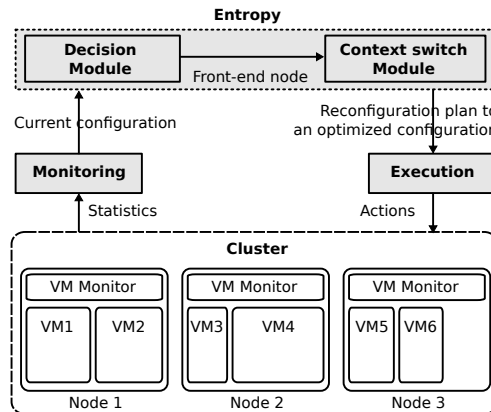 Entropy
Decision
Module
Context switch
Module
Front-end node
Current configuration
Reconfiguration plan to
an optimized configuration
Monitoring
Execution
Statistics
Actions
Cluster
VM Monitor
VM Monitor
VM Monitor
VM1
VM2
VM3
VM4
VM5
VM6
Node 1
Node 2
Node 3